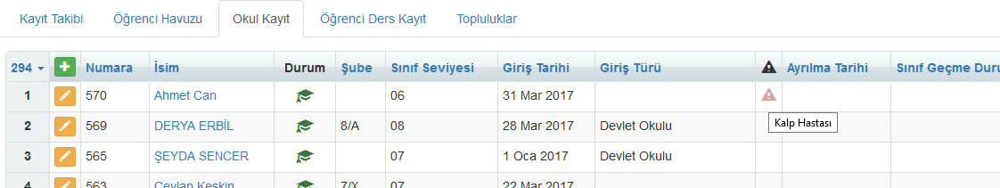 Kayıt Takibi Öğrenci Havuzu Okul Kayıt Öğrenci Ders Kayıt Topluluklar
294 Numara İsim Durum Şube Sınıf Seviyesi Giriş Tarihi Giriş Türü Ayrılma Tarihi Sınıf Geçme Duru
1 570 Ahmet Can 06 31 Mar 2017
Kalp Hastası
2 569 DERYA ERBİL 8/A 08 28 Mar 2017 Devlet Okulu
3 565 ŞEYDA SENCER 07 1 Oca 2017 Devlet Okulu
4 563 Ceylan Keskin 7/X 07 22 Mar 2017